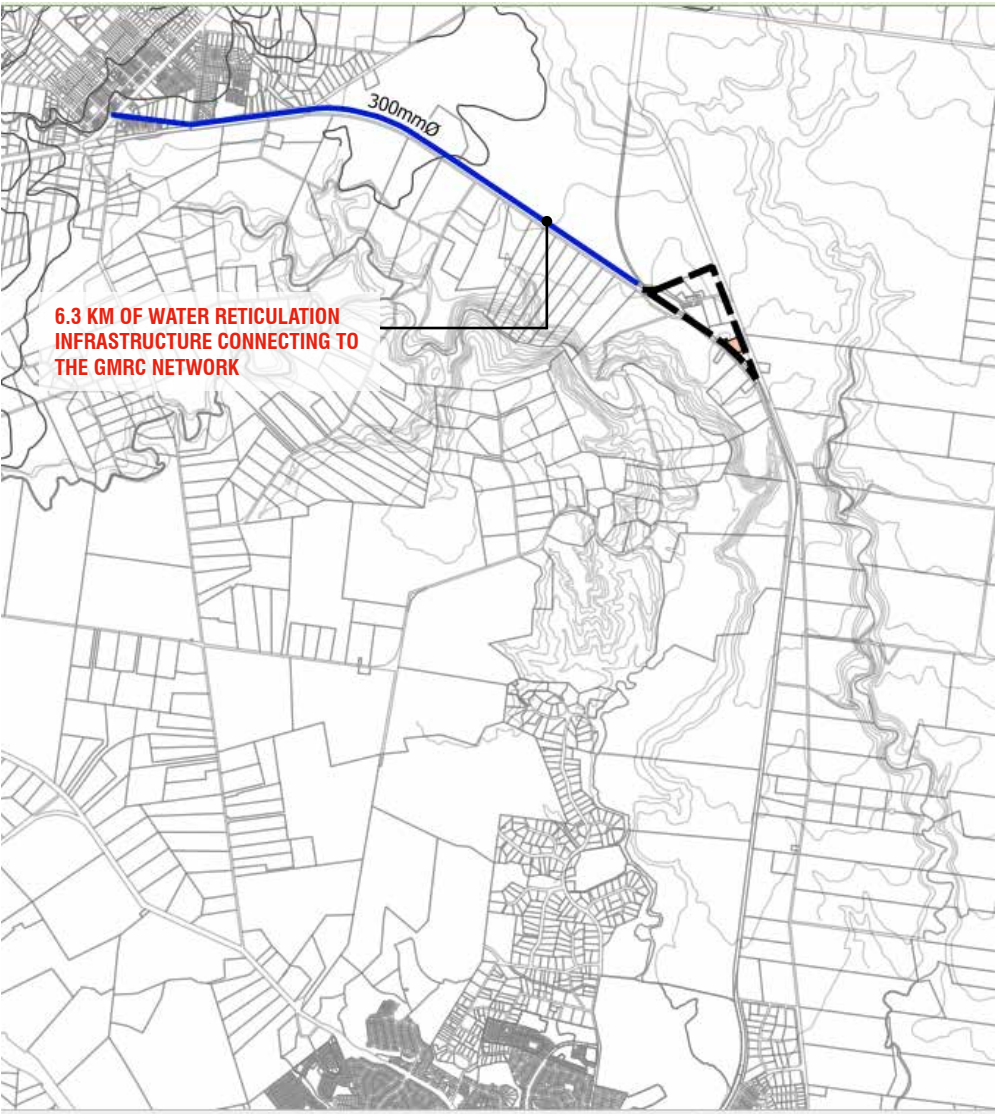 300mmØ
6.3 KM OF WATER RETICULATION
INFRASTRUCTURE CONNECTING TO
THE GMRC NETWORK